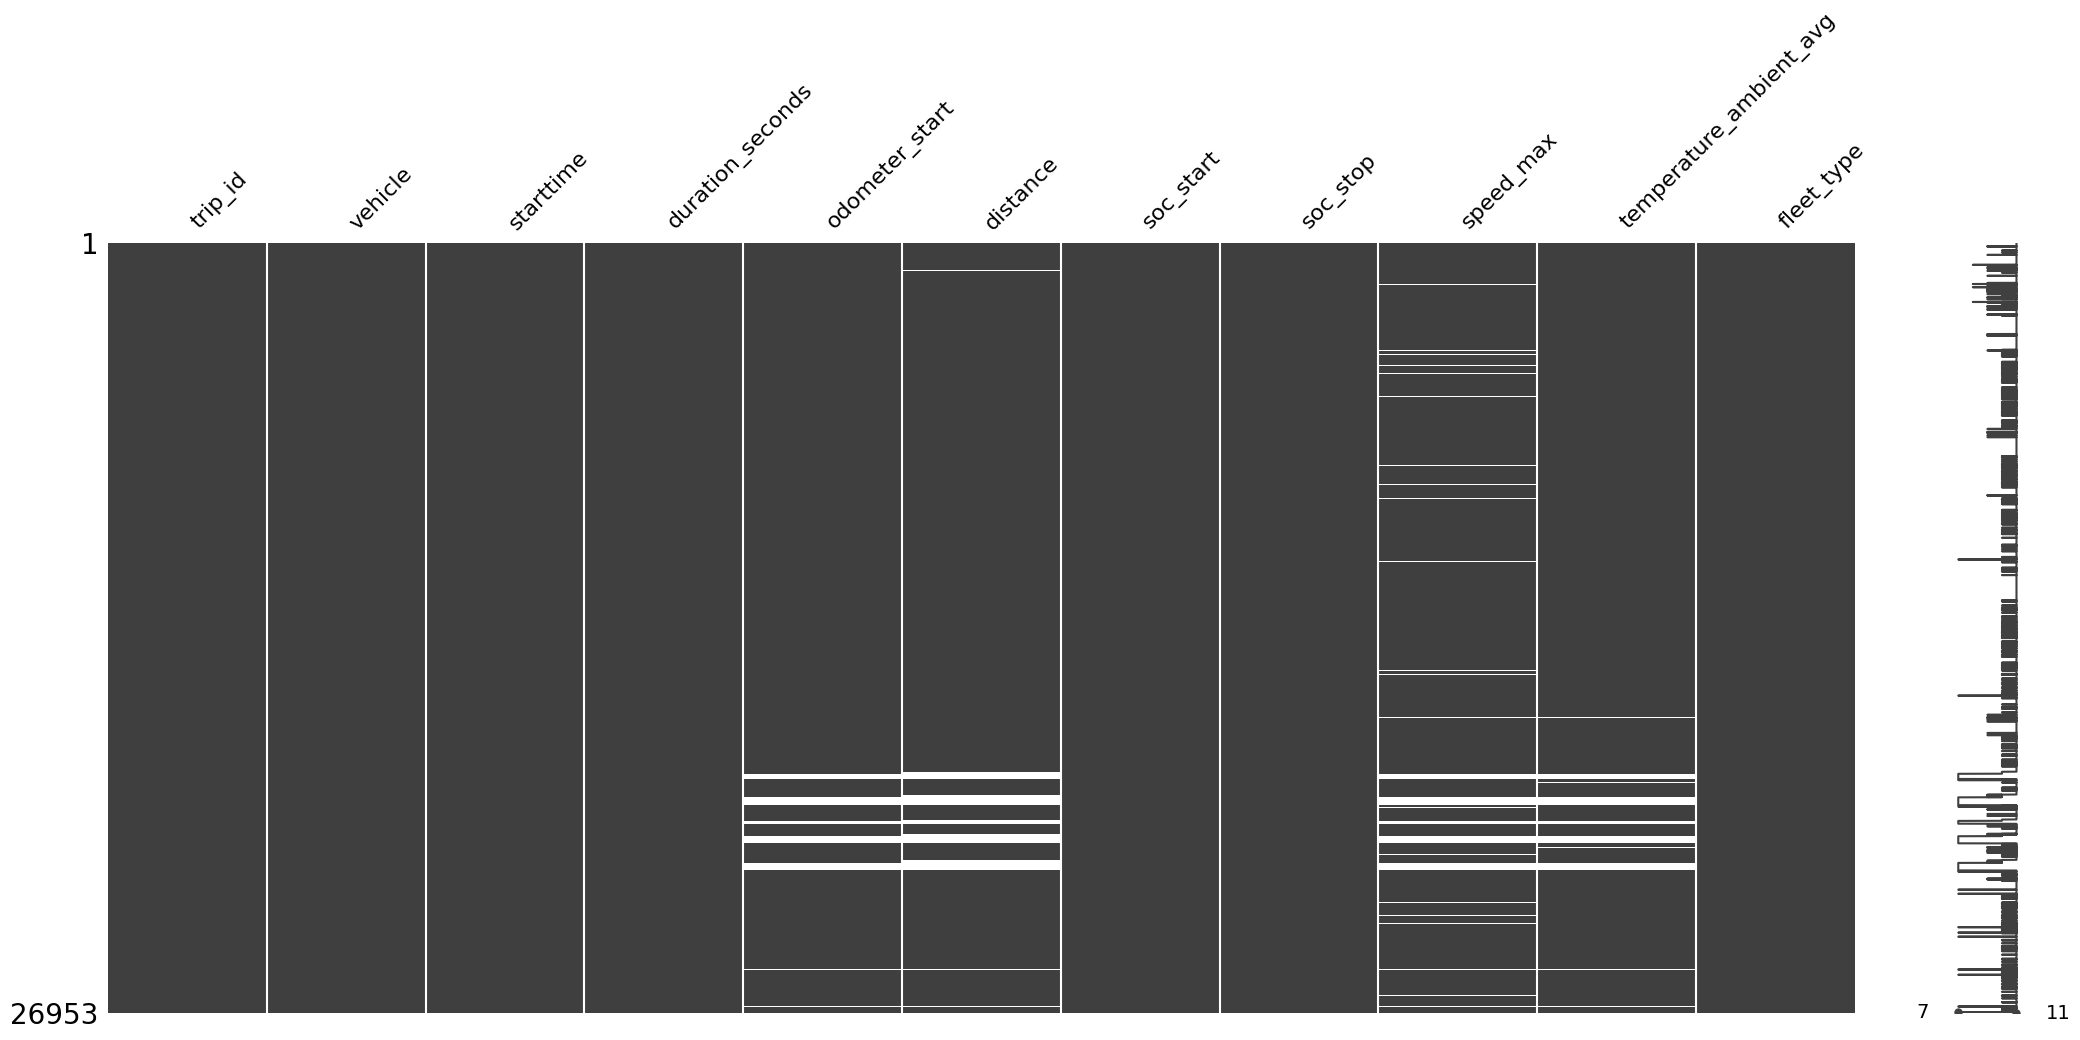 trip_id
vehicle
starttime
duration_seconds
odometer_start
distance
soc_start
soc_stop
speed_max
temperature_ambient_avg
fleet_type
1
26953
7
11